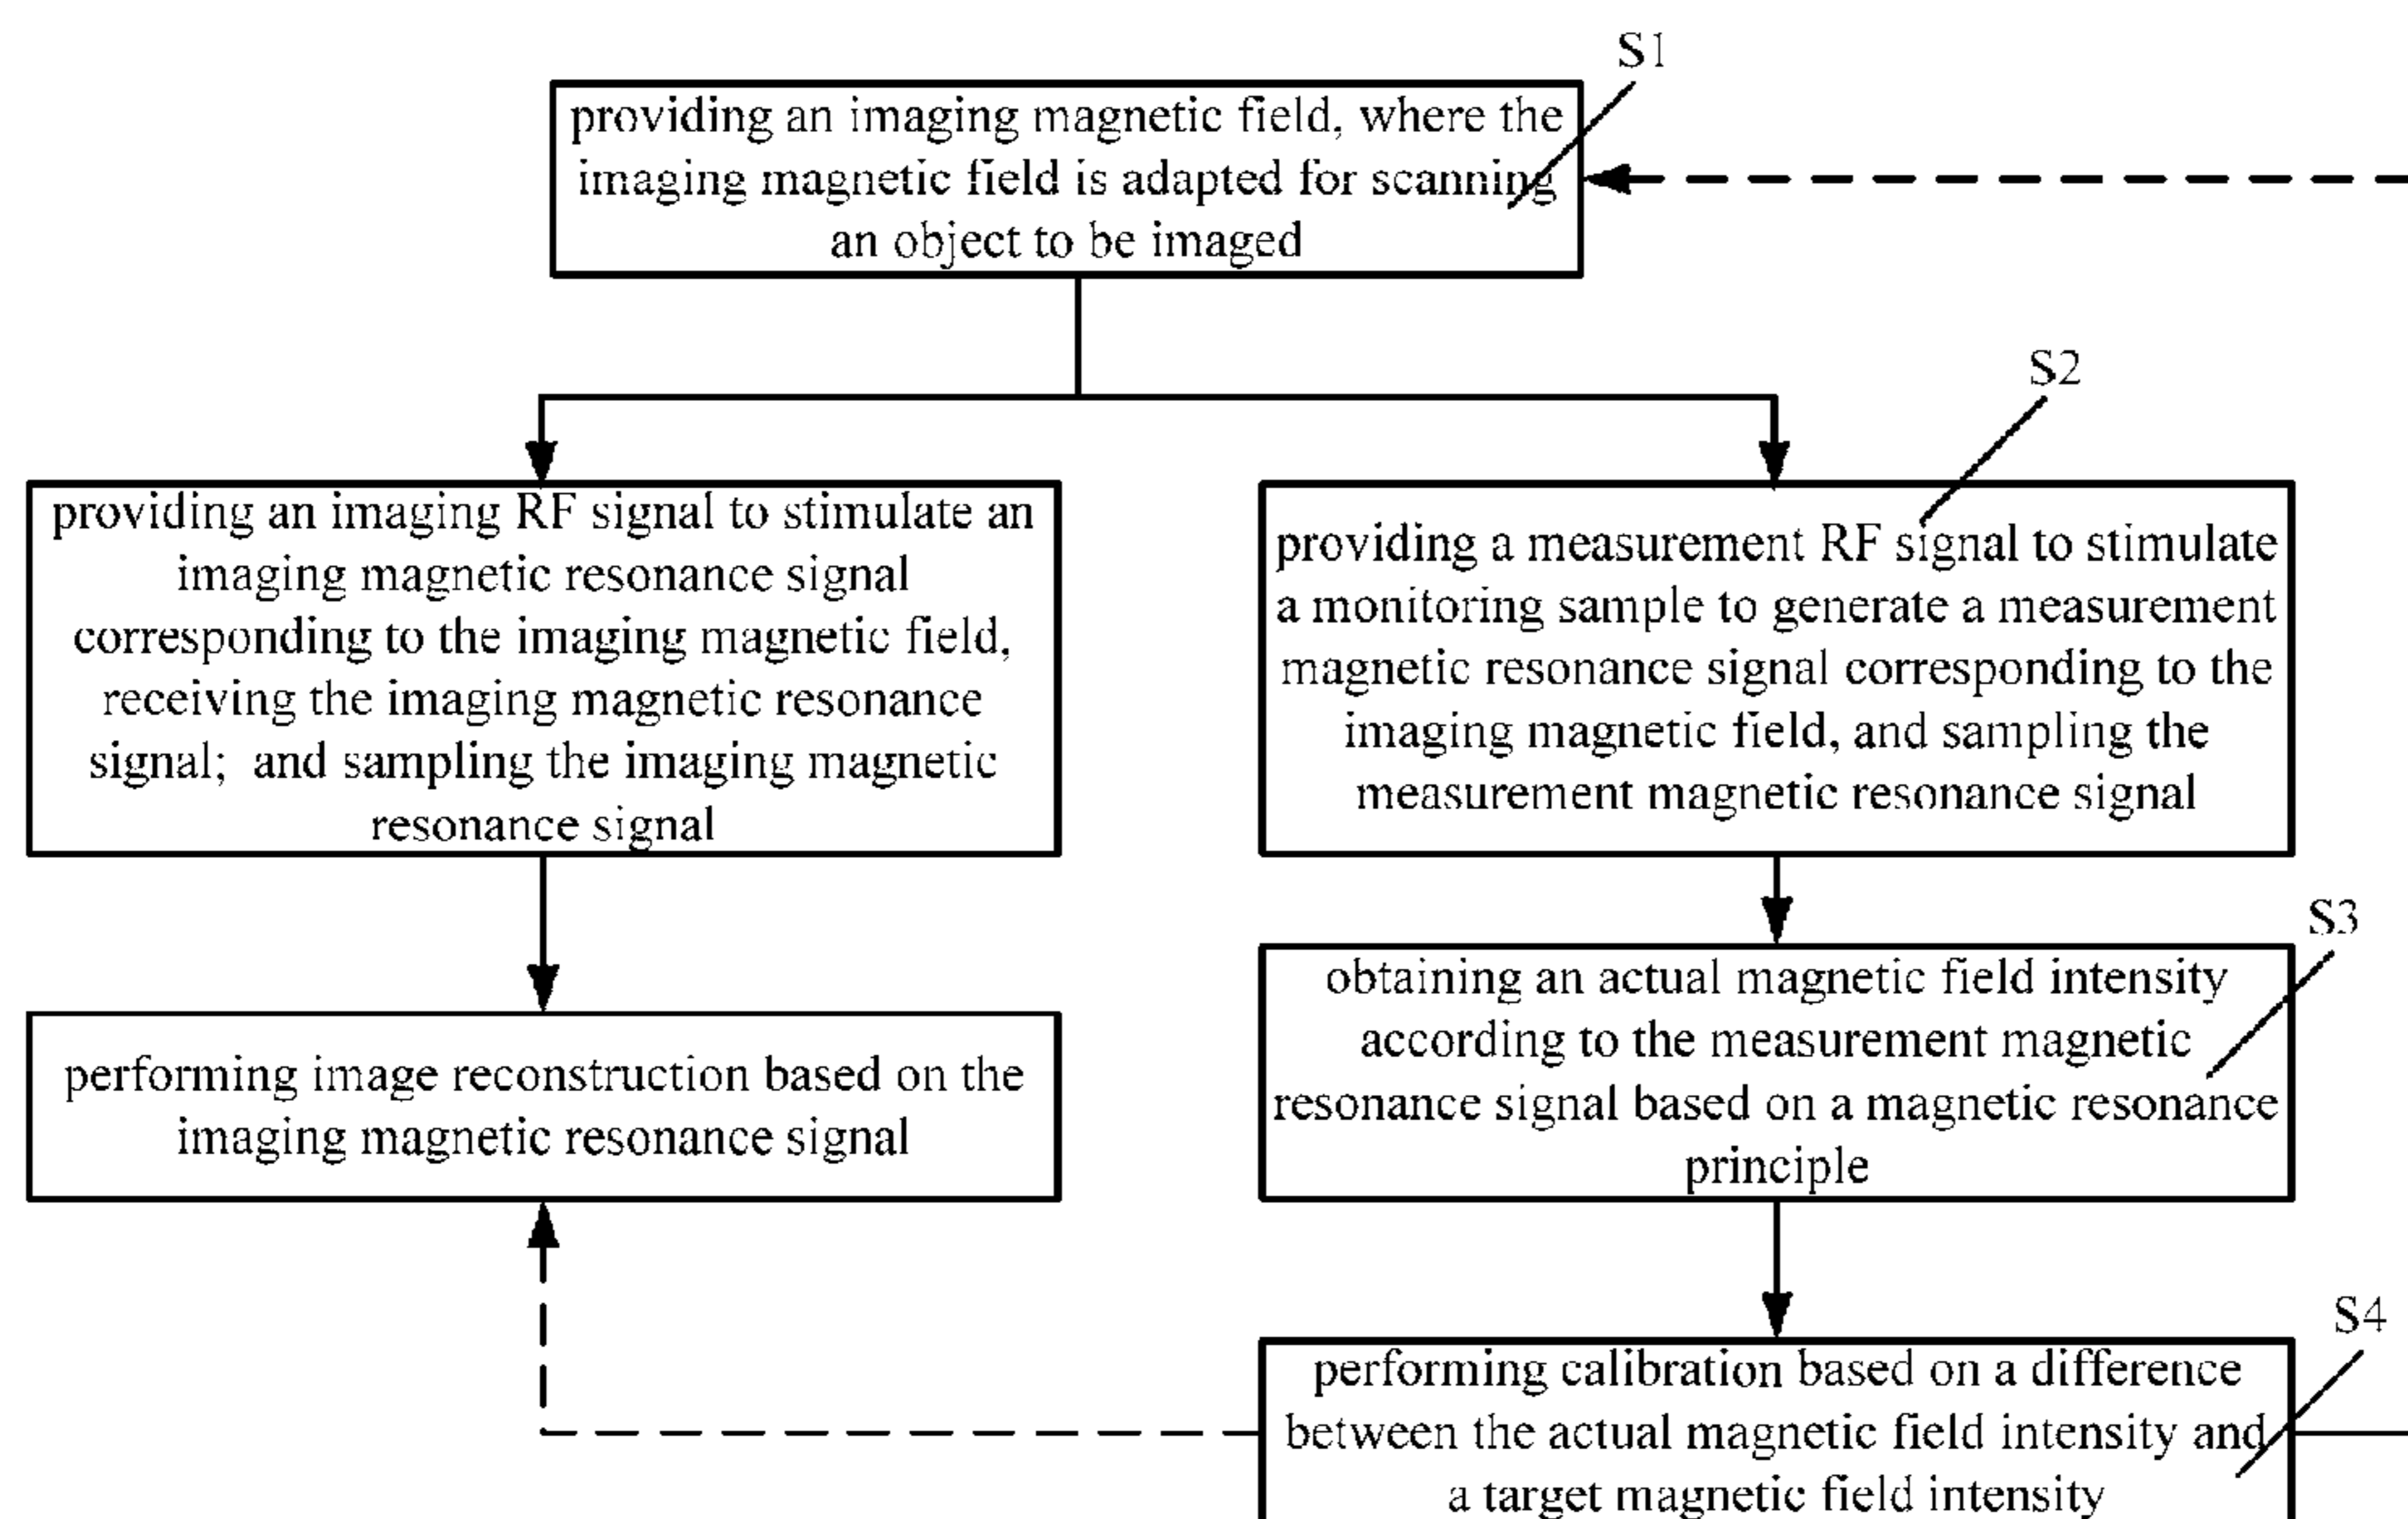 S1
providing an imaging magnetic field, where the
imaging magnetic field is adapted for scanning
an object to be imaged
S2
providing an imaging RF signal to stimulate an
imaging magnetic resonance signal
corresponding to the imaging magnetic field,
receiving the imaging magnetic resonance
signal; and sampling the imaging magnetic
resonance signal
providing a measurement RF signal to stimulate
a monitoring sample to generate a measurement
magnetic resonance signal corresponding to the
imaging magnetic field, and sampling the
measurement magnetic resonance signal
S3
performing image reconstruction based on the
imaging magnetic resonance signal
obtaining an actual magnetic field intensity
according to the measurement magnetic
resonance signal based on a magnetic resonance
principle
S4
performing calibration based on a difference
between the actual magnetic field intensity and
a target magnetic field intensity